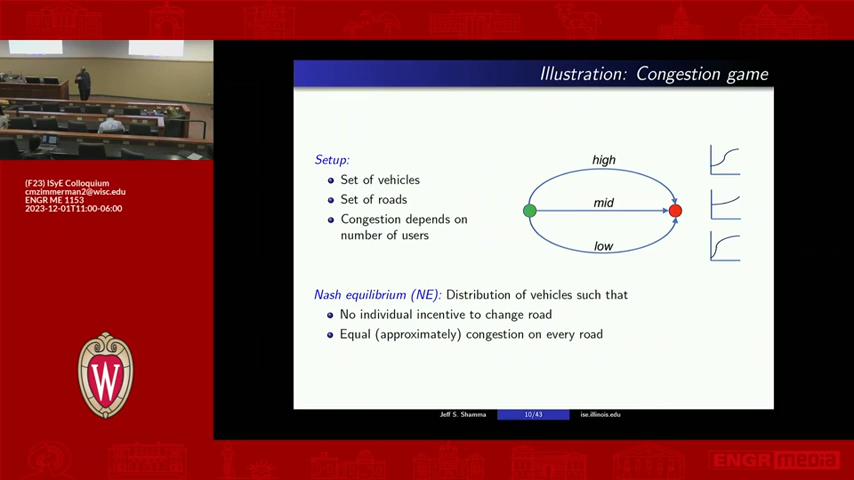 Illustration: Congestion game
Setup:
Set of vehicles
Set of roads
Congestion depends on
number of users
high
mid
low
Nash equilibrium (NE): Distribution of vehicles such that
No individual incentive to change road
Equal (approximately) congestion on every road
Jeff S. Shamma
10/43
ise.illinois.edu
(F23) ISyE Colloquium
cmzimmerman2@wisc.edu
ENGR ME 1153
2023-12-01T11:00-06:00
W
ENGR media